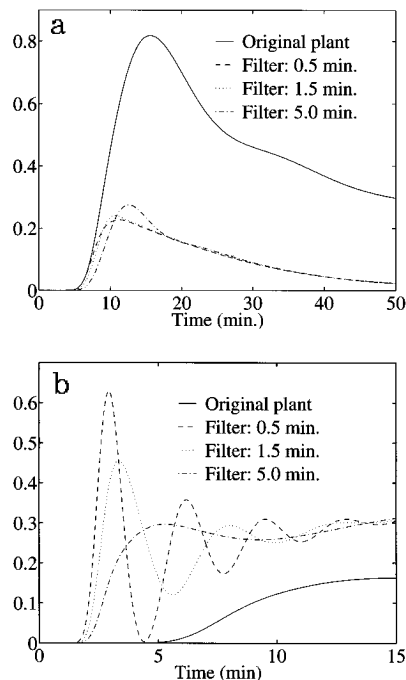 a
Original plant
Filter: 0.5 min.
Filter: 1.5 min.
Filter: 5.0 min.
0.8
0.6
0.4
0.2
0
0 10 20 30 40 50
Time (min.)
b
Original plant
Filter: 0.5 min.
Filter: 1.5 min.
Filter: 5.0 min.
0.6
0.5
0.4
0.3
0.2
0.1
0
0 5 10 15
Time (min)